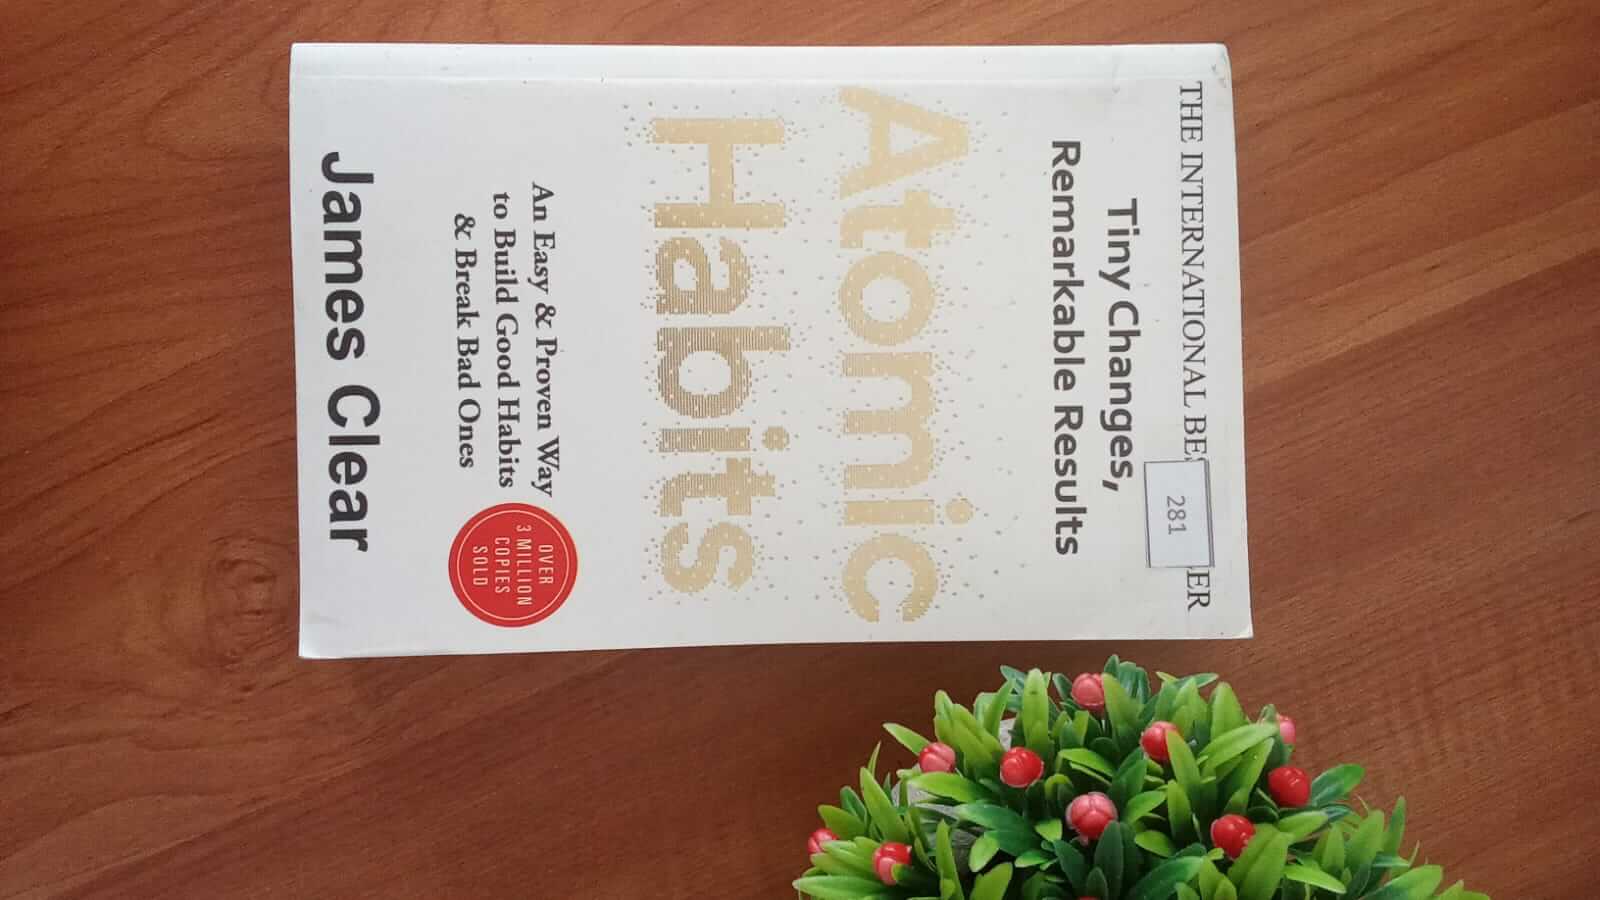 THE INTERNATIONAL BES ER
281
Tiny Changes,
Remarkable Results
Atomic
Habits
An Easy & Proven Way
to Build Good Habits
& Break Bad Ones
OVER
3 MILLION
COPIES
SOLD
James Clear